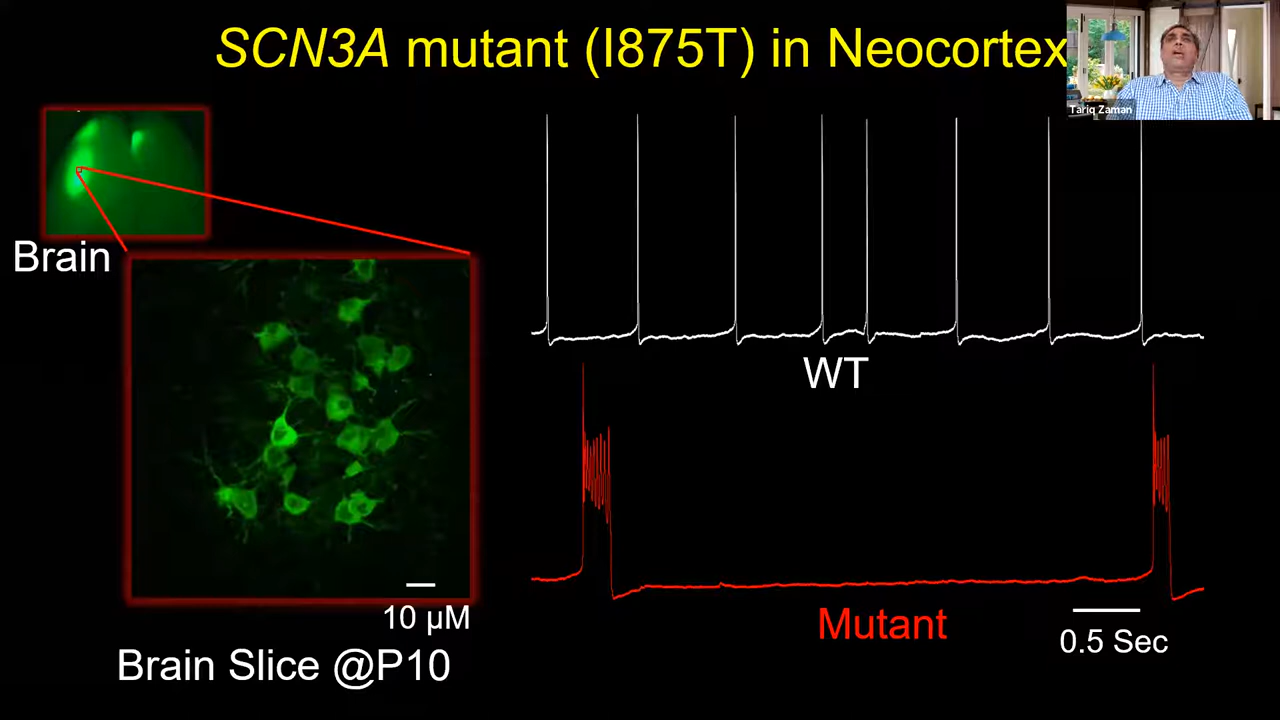 SCN3A mutant (I875T) in Neocortex
Tariq Zaman
Brain
WT
10 µM
Mutant
0.5 Sec
Brain Slice @P10